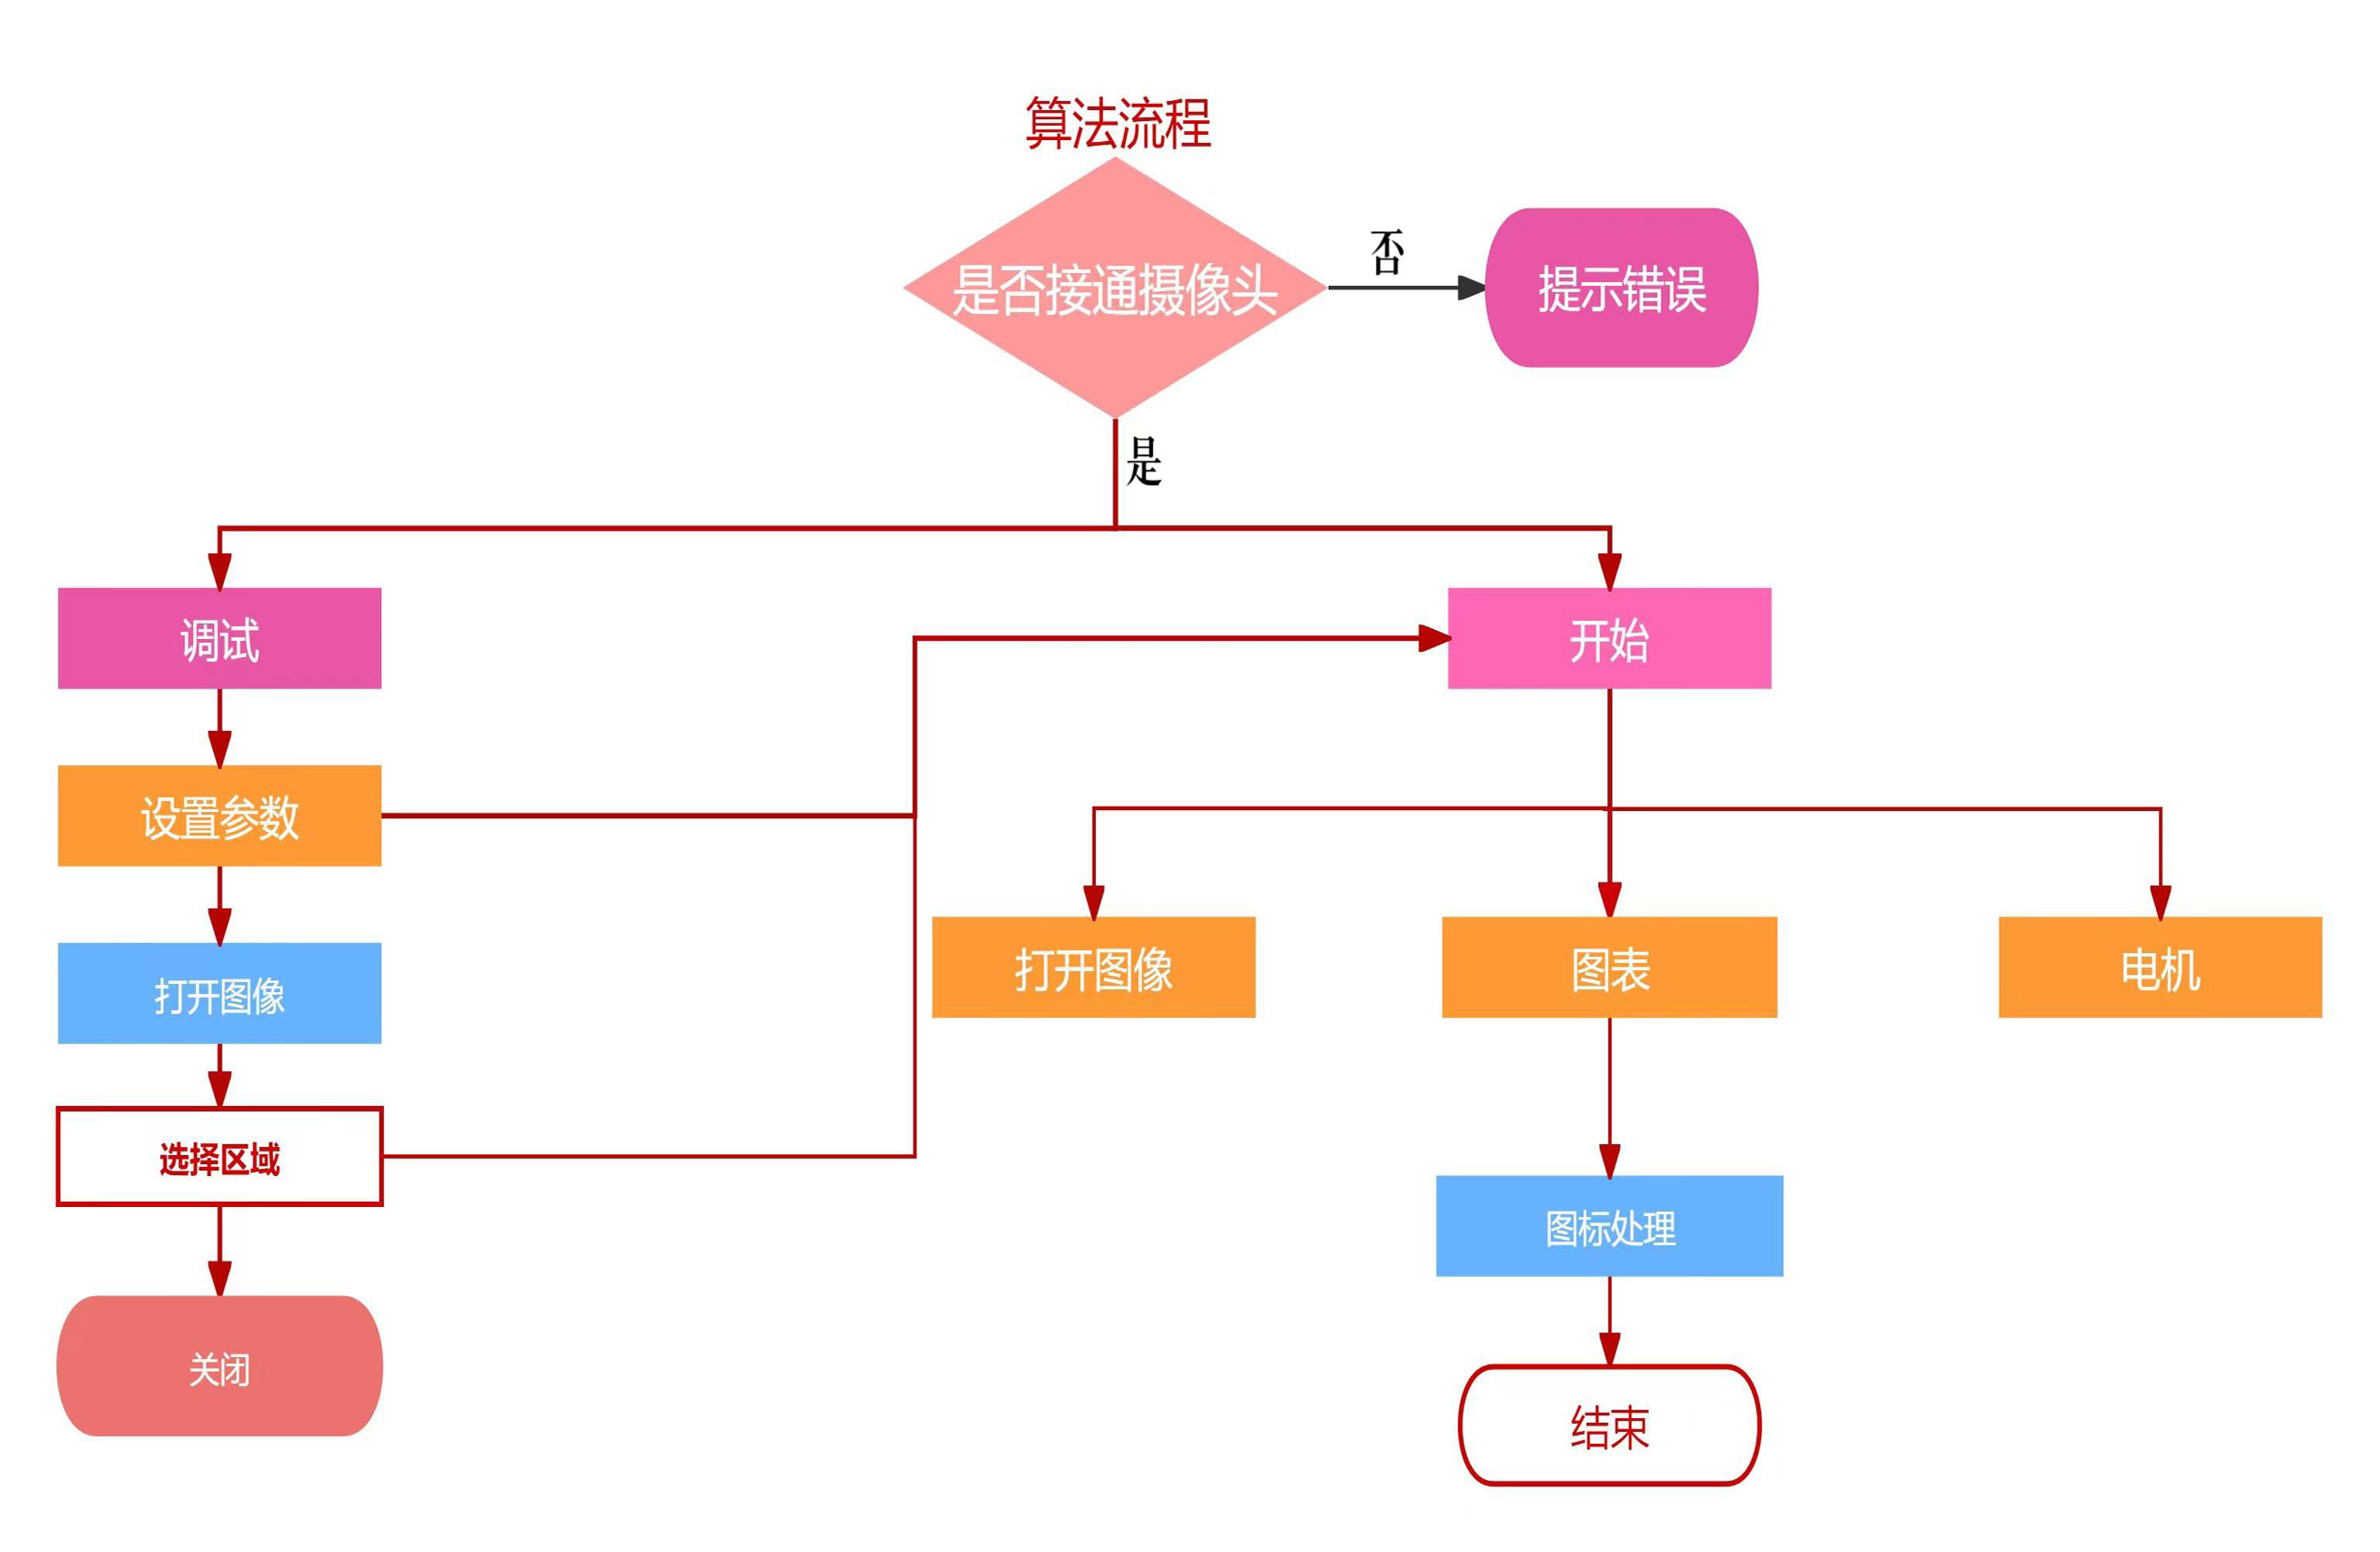 算法流程
是否接通摄像头
否
提示错误
是
调试
开始
设置参数
打开图像
打开图像
图表
电机
选择区域
图标处理
关闭
结束